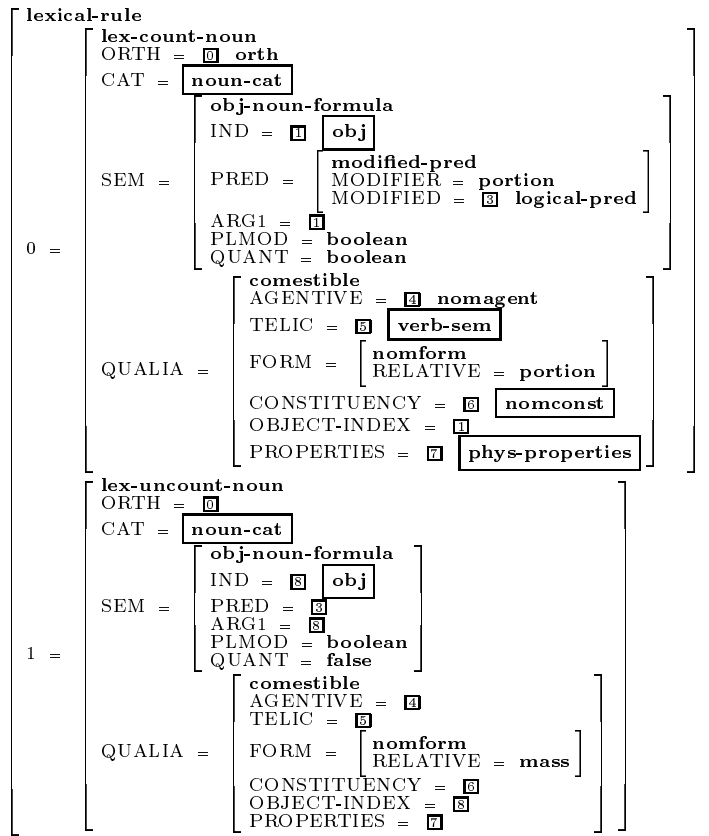 lexical-rule
lex-count-noun
ORTH = 0 orth
CAT = noun-cat
obj-noun-formula
IND = 1 obj
modified-pred
SEM = PRED = MODIFIER = portion
MODIFIED = 3 logical-pred
ARG1 = 1
PLMOD = boolean
0 =
QUANT = boolean
comestible
AGENTIVE = 4 nomagent
TELIC = 5 verb-sem
nomform
QUALIA = FORM = RELATIVE = portion
CONSTITUENCY = 6 nomconst
OBJECT-INDEX = 1
PROPERTIES = 7 phys-properties
lex-uncount-noun
ORTH = 0
CAT = noun-cat
obj-noun-formula
IND = 8 obj
SEM = PRED = 3
ARG1 = 8
PLMOD = boolean
1 =
QUANT = false
comestible
AGENTIVE = 4
TELIC = 5
nomform
QUALIA = FORM = RELATIVE = mass
CONSTITUENCY = 6
OBJECT-INDEX = 8
PROPERTIES = 7